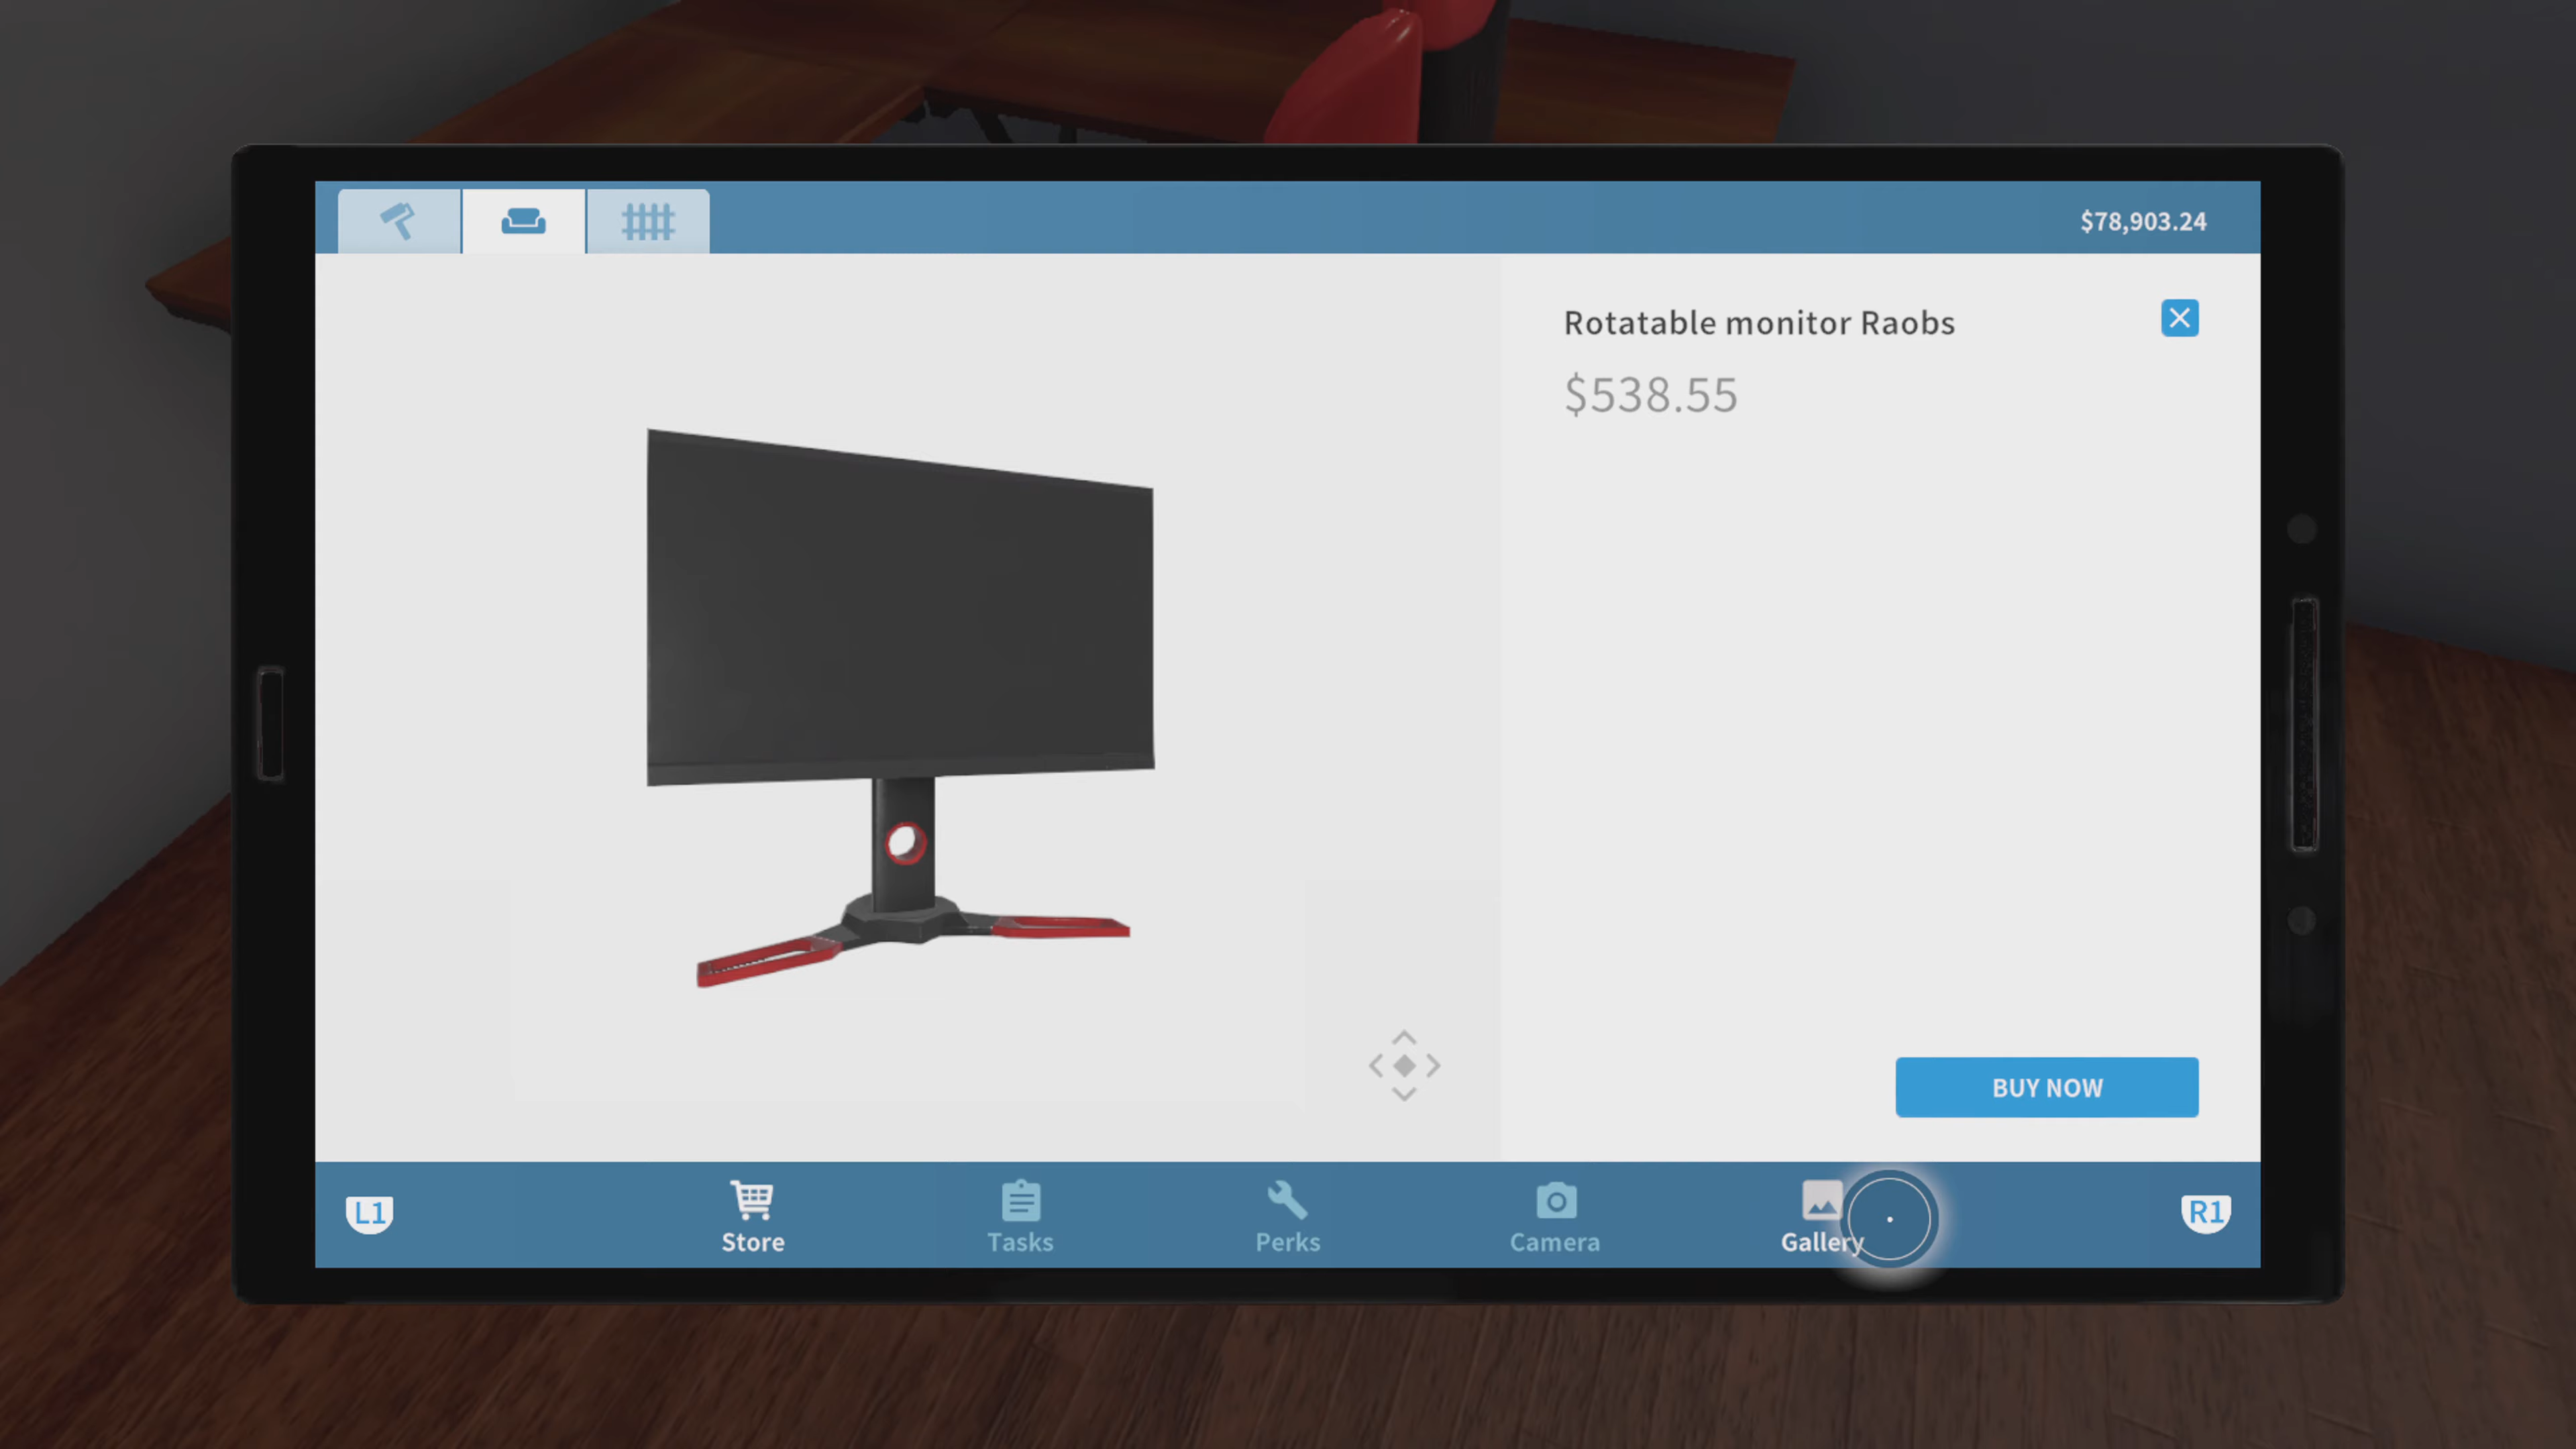 $78,903.24
Rotatable monitor Raobs
$538.55
BUY NOW
L1
Store
Tasks
Perks
Camera
Gallery
R1